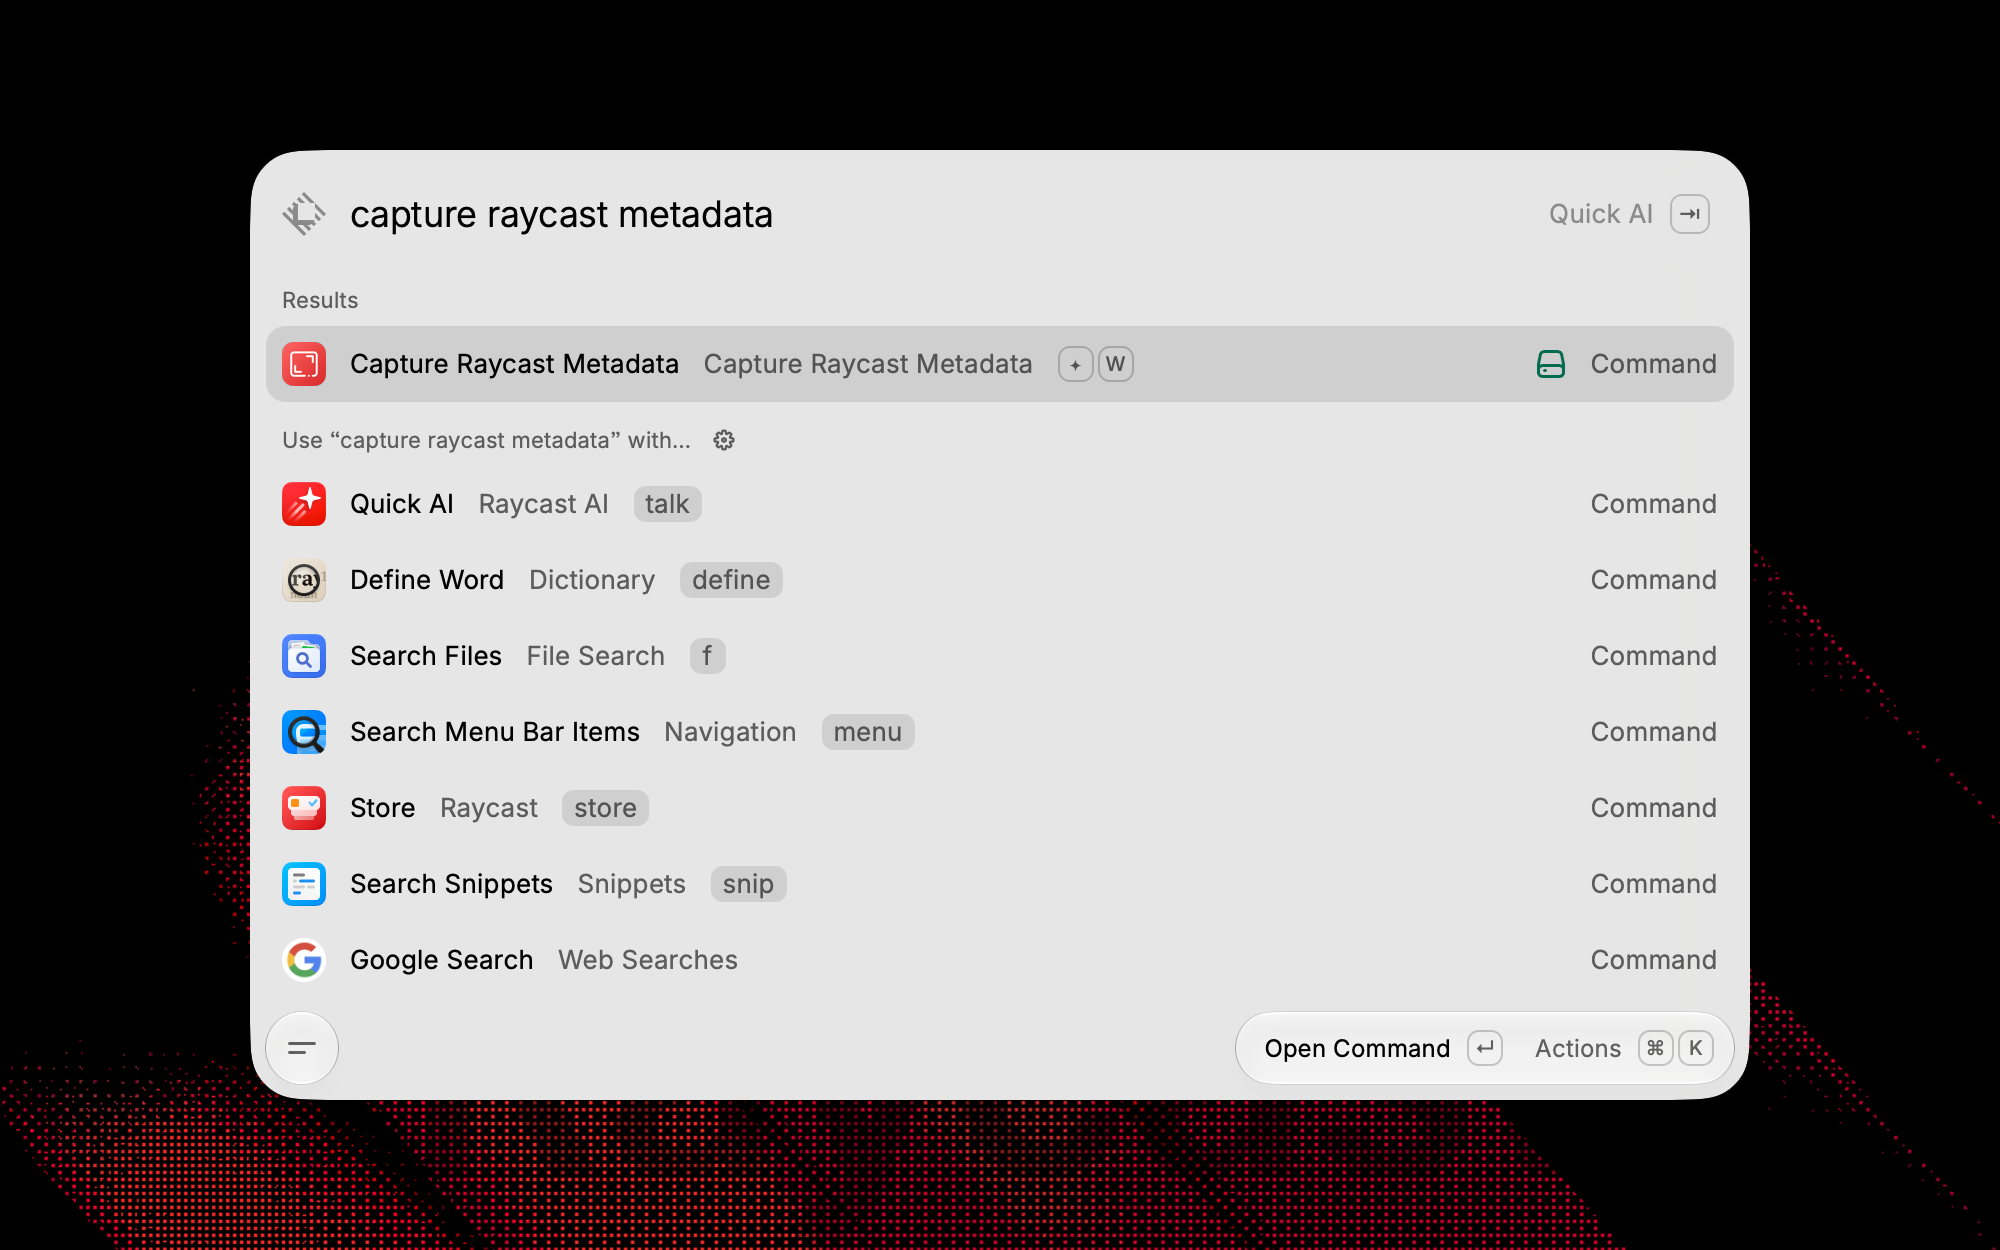 capture raycast metadata Quick AI
Results
Capture Raycast Metadata Capture Raycast Metadata W Command
Use “capture raycast metadata” with...
Quick AI Raycast AI talk Command
Define Word Dictionary define Command
Search Files File Search f Command
Search Menu Bar Items Navigation menu Command
Store Raycast store Command
Search Snippets Snippets snip Command
Google Search Web Searches Command
Open Command ↵ Actions ⌘ K